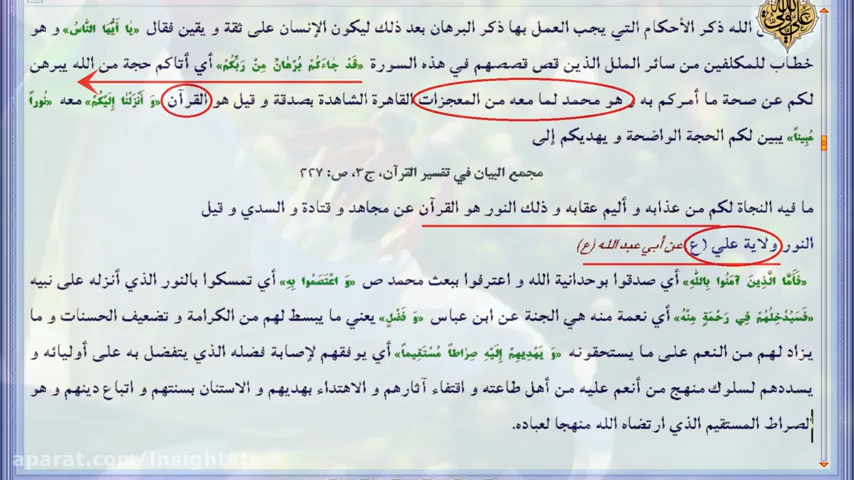 الله ذكر الأحكام التي يجب العمل بها ذكر البرهان بعد ذلك ليكون الإنسان على ثقة و يقين فقال «يا أَيُّهَا النَّاسُ» و هو
خطاب للمكلفين من سائر الملل الذين قص قصصهم في هذه السورة «قَدْ جاءَكُمْ بُرْهانٌ مِنْ رَبِّكُمْ» أي أتاكم حجة من الله يبرهن
لكم عن صحة ما أمركم به و هو محمد لما معه من المعجزات القاهرة الشاهدة بصدقة و قيل هو القرآن «وَ أَنْزَلْنا إِلَيْكُمْ» معه «نُوراً
مُبِيناً» يبين لكم الحجة الواضحة و يهديكم إلى
مجمع البيان في تفسير القرآن، ج٣، ص: ٢٢٧
ما فيه النجاة لكم من عذابه و أليم عقابه و ذلك النور هو القرآن عن مجاهد و قتادة و السدي و قيل
النور ولاية علي (ع) عن أبي عبد الله (ع)
«فَأَمَّا الَّذِينَ آمَنُوا بِاللَّهِ» أي صدقوا بوحدانية الله و اعترفوا ببعث محمد ص «وَ اعْتَصَمُوا بِهِ» أي تمسكوا بالنور الذي أنزله على نبيه
«فَسَيُدْخِلُهُمْ فِي رَحْمَةٍ مِنْهُ» أي نعمة منه هي الجنة عن ابن عباس «وَ فَضْلٍ» يعني ما يبسط لهم من الكرامة و تضعيف الحسنات و ما
يزاد لهم من النعم على ما يستحقونه «وَ يَهْدِيهِمْ إِلَيْهِ صِراطاً مُسْتَقِيماً» أي يوفقهم لإصابة فضله الذي يتفضل به على أوليائه و
يسددهم لسلوك منهج من أنعم عليه من أهل طاعته و اقتفاء آثارهم و الاهتداء بهديهم و الاستنان بسنتهم و اتباع دينهم و هو
الصراط المستقيم الذي ارتضاه الله منهجا لعباده.
aparat.com/insightstv